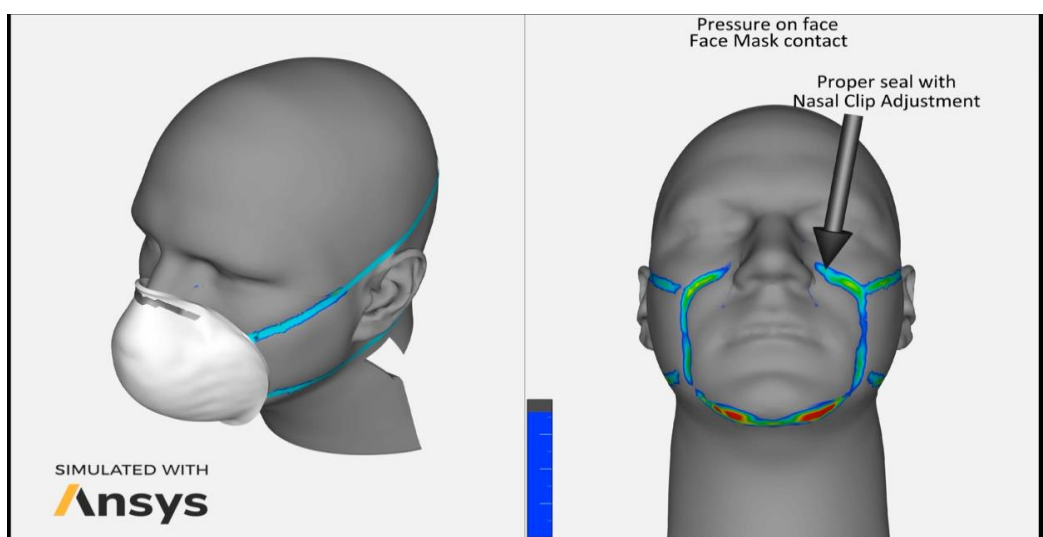 Pressure on face
Face Mask contact
Proper seal with
Nasal Clip Adjustment
SIMULATED WITH
Ansys